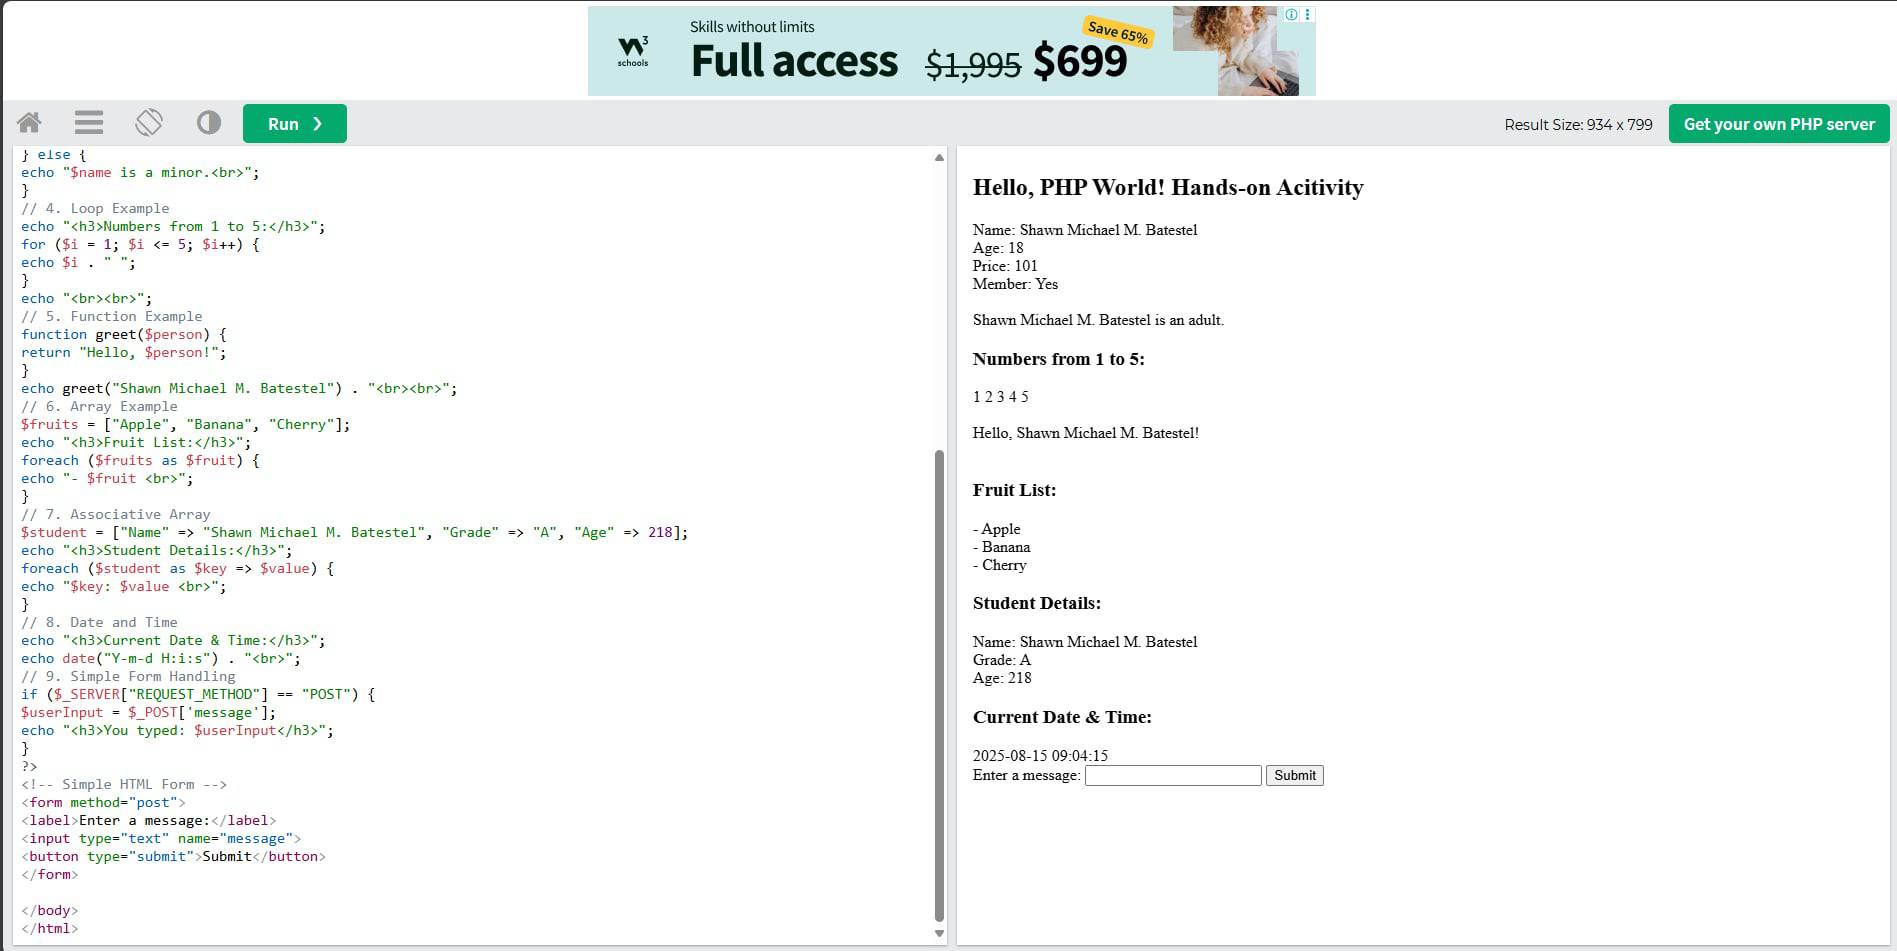 Skills without limits
Full access $1,995 $699
Save 65%
w3
schools
Run ❯
Result Size: 934 x 799
Get your own PHP server
} else {
echo "$name is a minor.<br>";
}
// 4. Loop Example
echo "<h3>Numbers from 1 to 5:</h3>";
for ($i = 1; $i <= 5; $i++) {
echo $i . " ";
}
echo "<br><br>";
// 5. Function Example
function greet($person) {
return "Hello, $person!";
}
echo greet("Shawn Michael M. Batestel") . "<br><br>";
// 6. Array Example
$fruits = ["Apple", "Banana", "Cherry"];
echo "<h3>Fruit List:</h3>";
foreach ($fruits as $fruit) {
echo "- $fruit <br>";
}
// 7. Associative Array
$student = ["Name" => "Shawn Michael M. Batestel", "Grade" => "A", "Age" => 218];
echo "<h3>Student Details:</h3>";
foreach ($student as $key => $value) {
echo "$key: $value <br>";
}
// 8. Date and Time
echo "<h3>Current Date & Time:</h3>";
echo date("Y-m-d H:i:s") . "<br>";
// 9. Simple Form Handling
if ($_SERVER["REQUEST_METHOD"] == "POST") {
$userInput = $_POST['message'];
echo "<h3>You typed: $userInput</h3>";
}
?>
<!-- Simple HTML Form -->
<form method="post">
<label>Enter a message:</label>
<input type="text" name="message">
<button type="submit">Submit</button>
</form>
</body>
</html>
Hello, PHP World! Hands-on Acitivity
Name: Shawn Michael M. Batestel
Age: 18
Price: 101
Member: Yes
Shawn Michael M. Batestel is an adult.
Numbers from 1 to 5:
1 2 3 4 5
Hello, Shawn Michael M. Batestel!
Fruit List:
- Apple
- Banana
- Cherry
Student Details:
Name: Shawn Michael M. Batestel
Grade: A
Age: 218
Current Date & Time:
2025-08-15 09:04:15
Enter a message: Submit